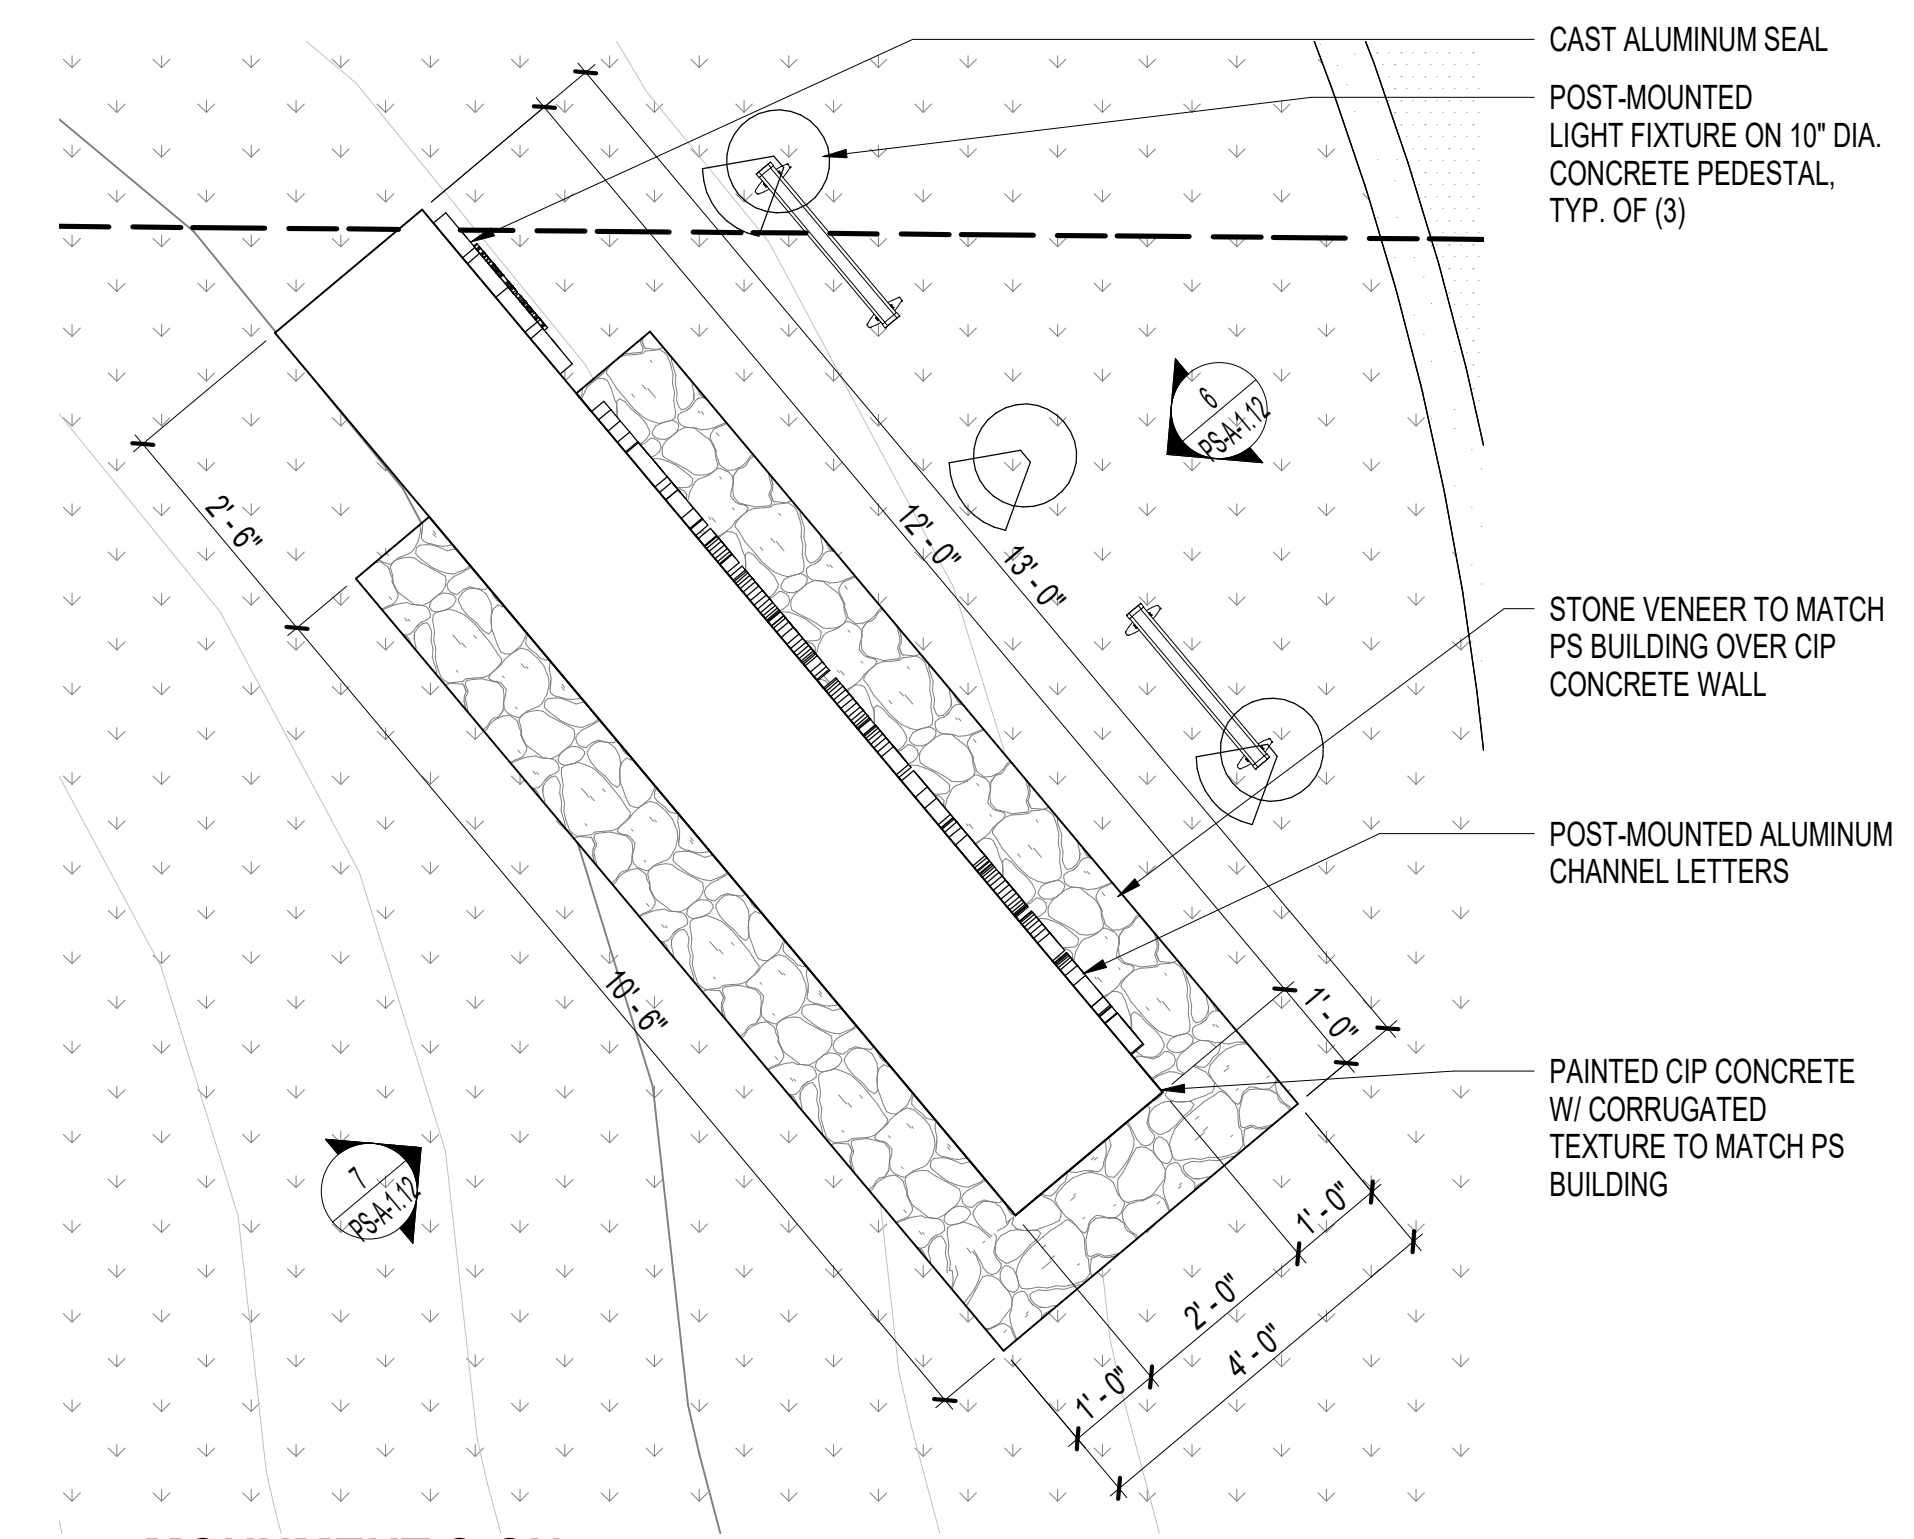 CAST ALUMINUM SEAL
POST-MOUNTED
LIGHT FIXTURE ON 10" DIA.
CONCRETE PEDESTAL,
TYP. OF (3)
6
PS-A-1.12
2' - 6"
12' - 0"
13' - 0"
STONE VENEER TO MATCH
PS BUILDING OVER CIP
CONCRETE WALL
POST-MOUNTED ALUMINUM
CHANNEL LETTERS
10' - 6"
1' - 0"
PAINTED CIP CONCRETE
W/ CORRUGATED
TEXTURE TO MATCH PS
BUILDING
7
PS-A-1.12
1' - 0"
2' - 0"
4' - 0"
1' - 0"